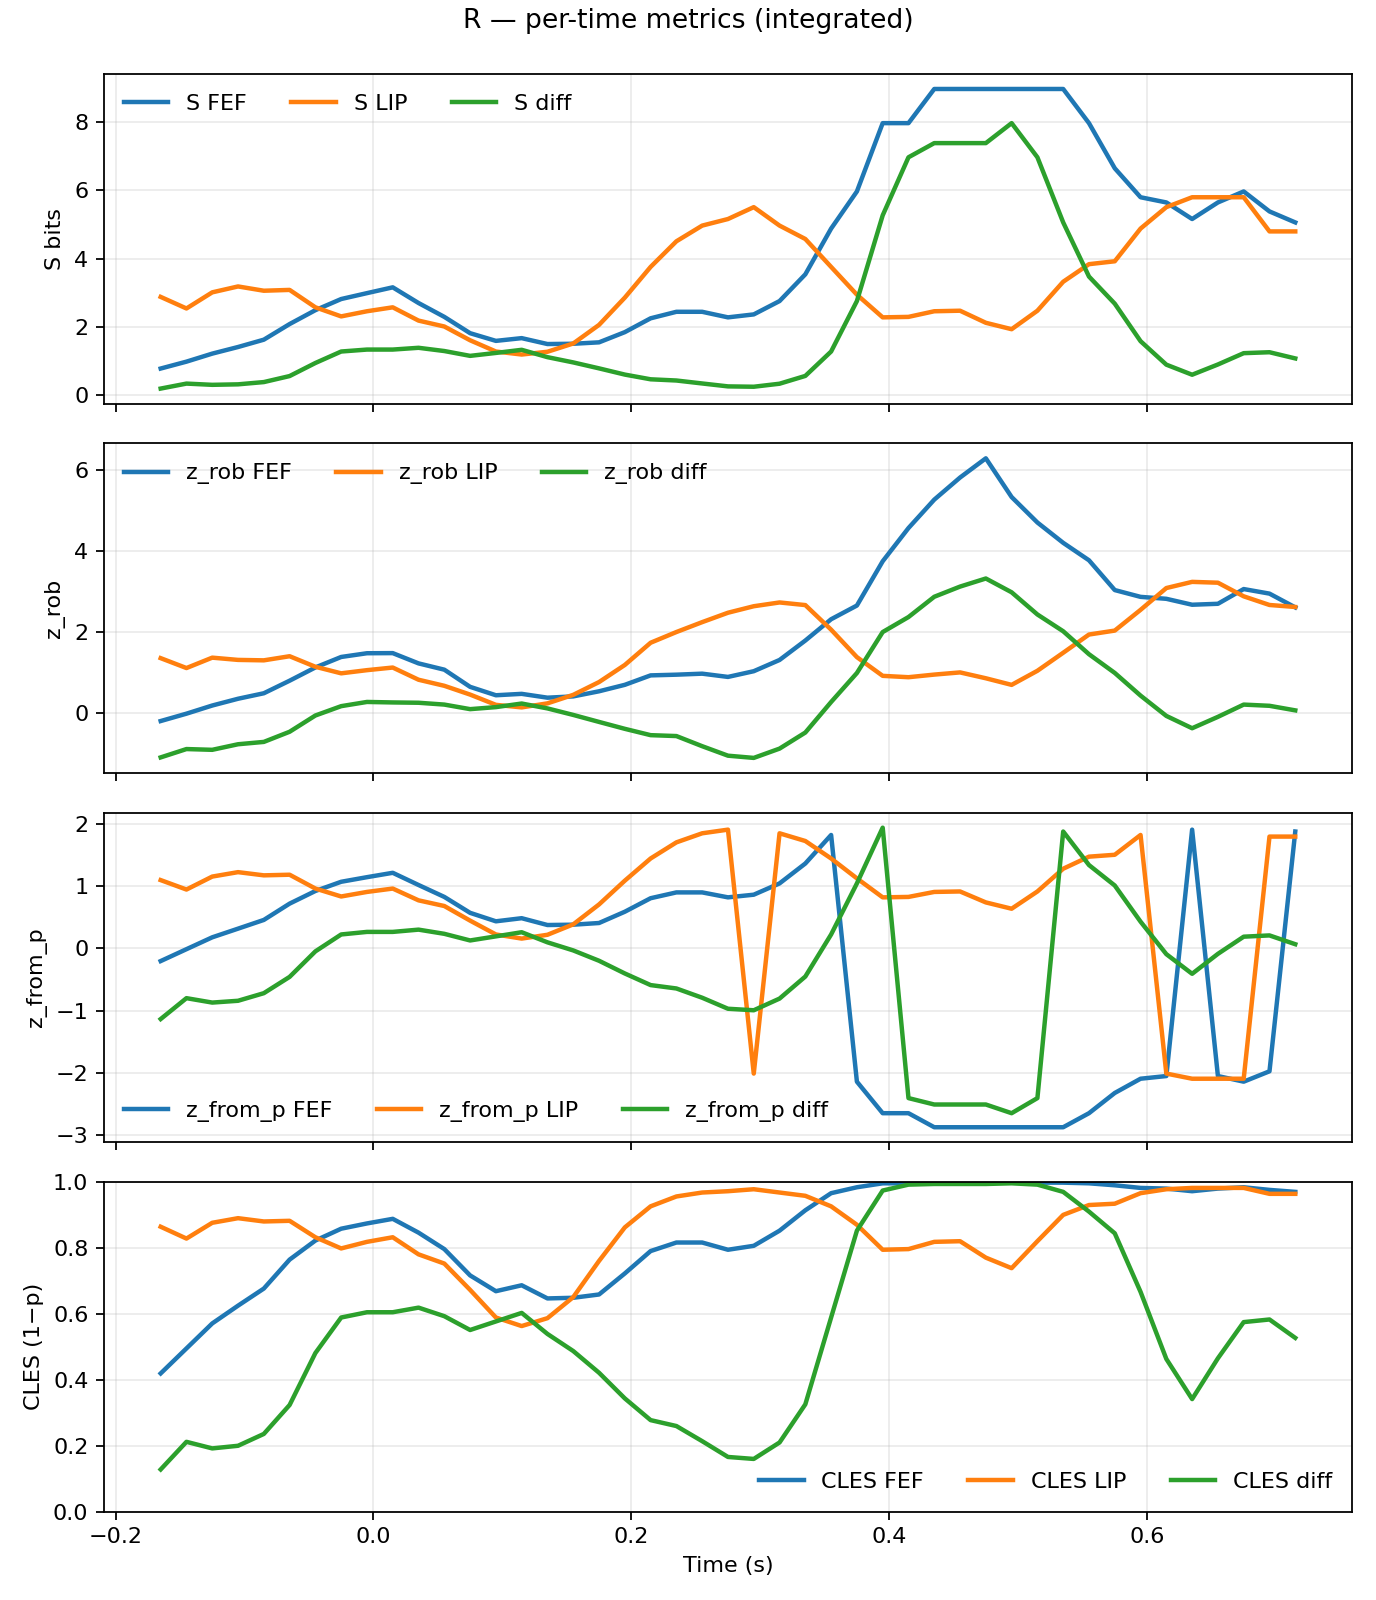 R — per-time metrics (integrated)
S FEF S LIP S diff
8
6
4
2
0
S bits
z_rob FEF z_rob LIP z_rob diff
6
4
2
0
z_rob
2
1
0
−1
−2
−3
z_from_p
z_from_p FEF z_from_p LIP z_from_p diff
1.0
0.8
0.6
0.4
0.2
0.0
CLES (1−p)
CLES FEF CLES LIP CLES diff
−0.2 0.0 0.2 0.4 0.6
Time (s)